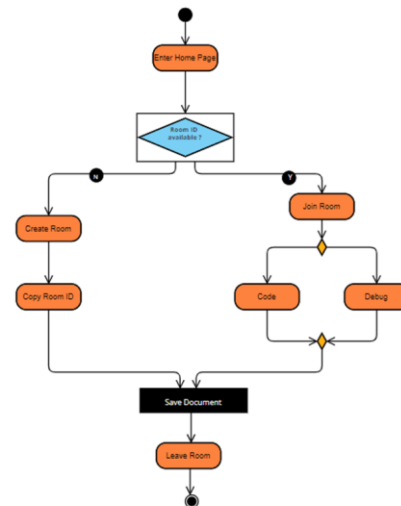 Enter Home Page
Room ID
available ?
N
Y
Join Room
Create Room
Copy Room ID
Code
Debug
Save Document
Leave Room